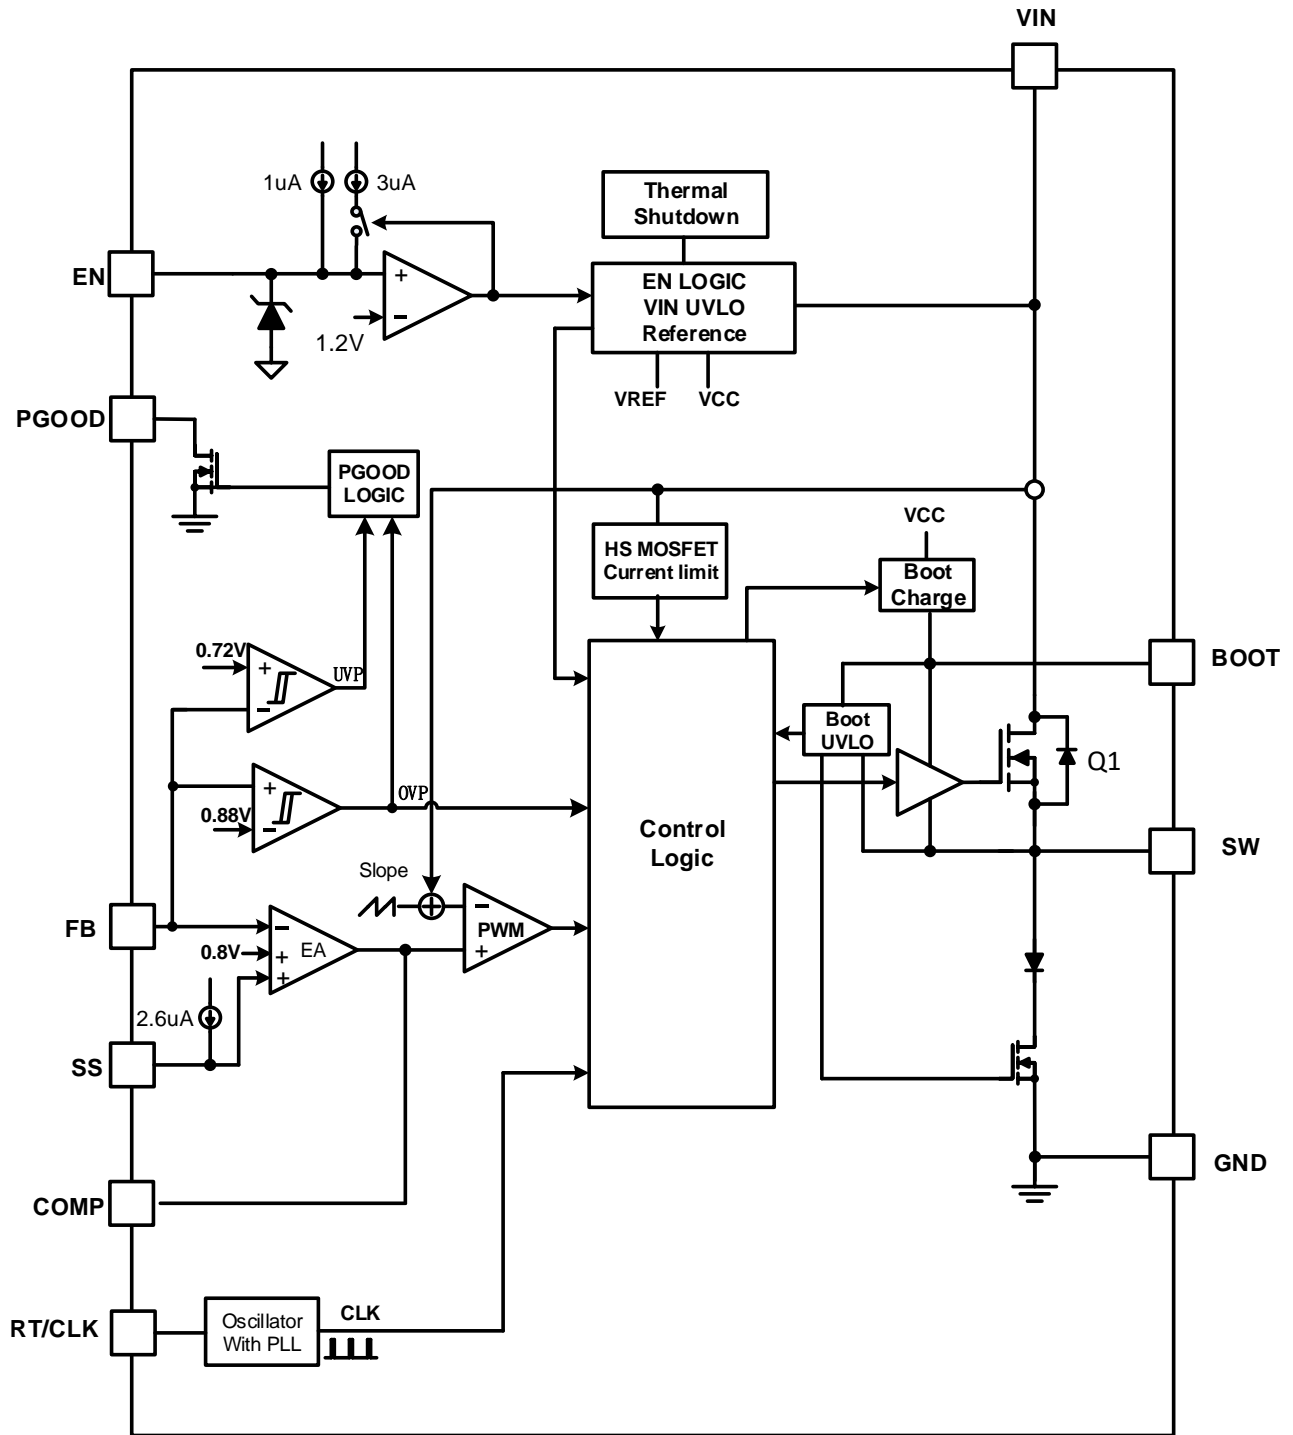 VIN
1uA
3uA
Thermal
Shutdown
EN
+
−
1.2V
EN LOGIC
VIN UVLO
Reference
VREF
VCC
PGOOD
PGOOD
LOGIC
HS MOSFET
Current limit
VCC
Boot
Charge
0.72V
+
−
UVP
BOOT
Boot
UVLO
Q1
+
0.88V
−
OVP
Control
Logic
SW
Slope
FB
−
0.8V
+
EA
+
−
PWM
+
2.6uA
SS
GND
COMP
RT/CLK
Oscillator
With PLL
CLK